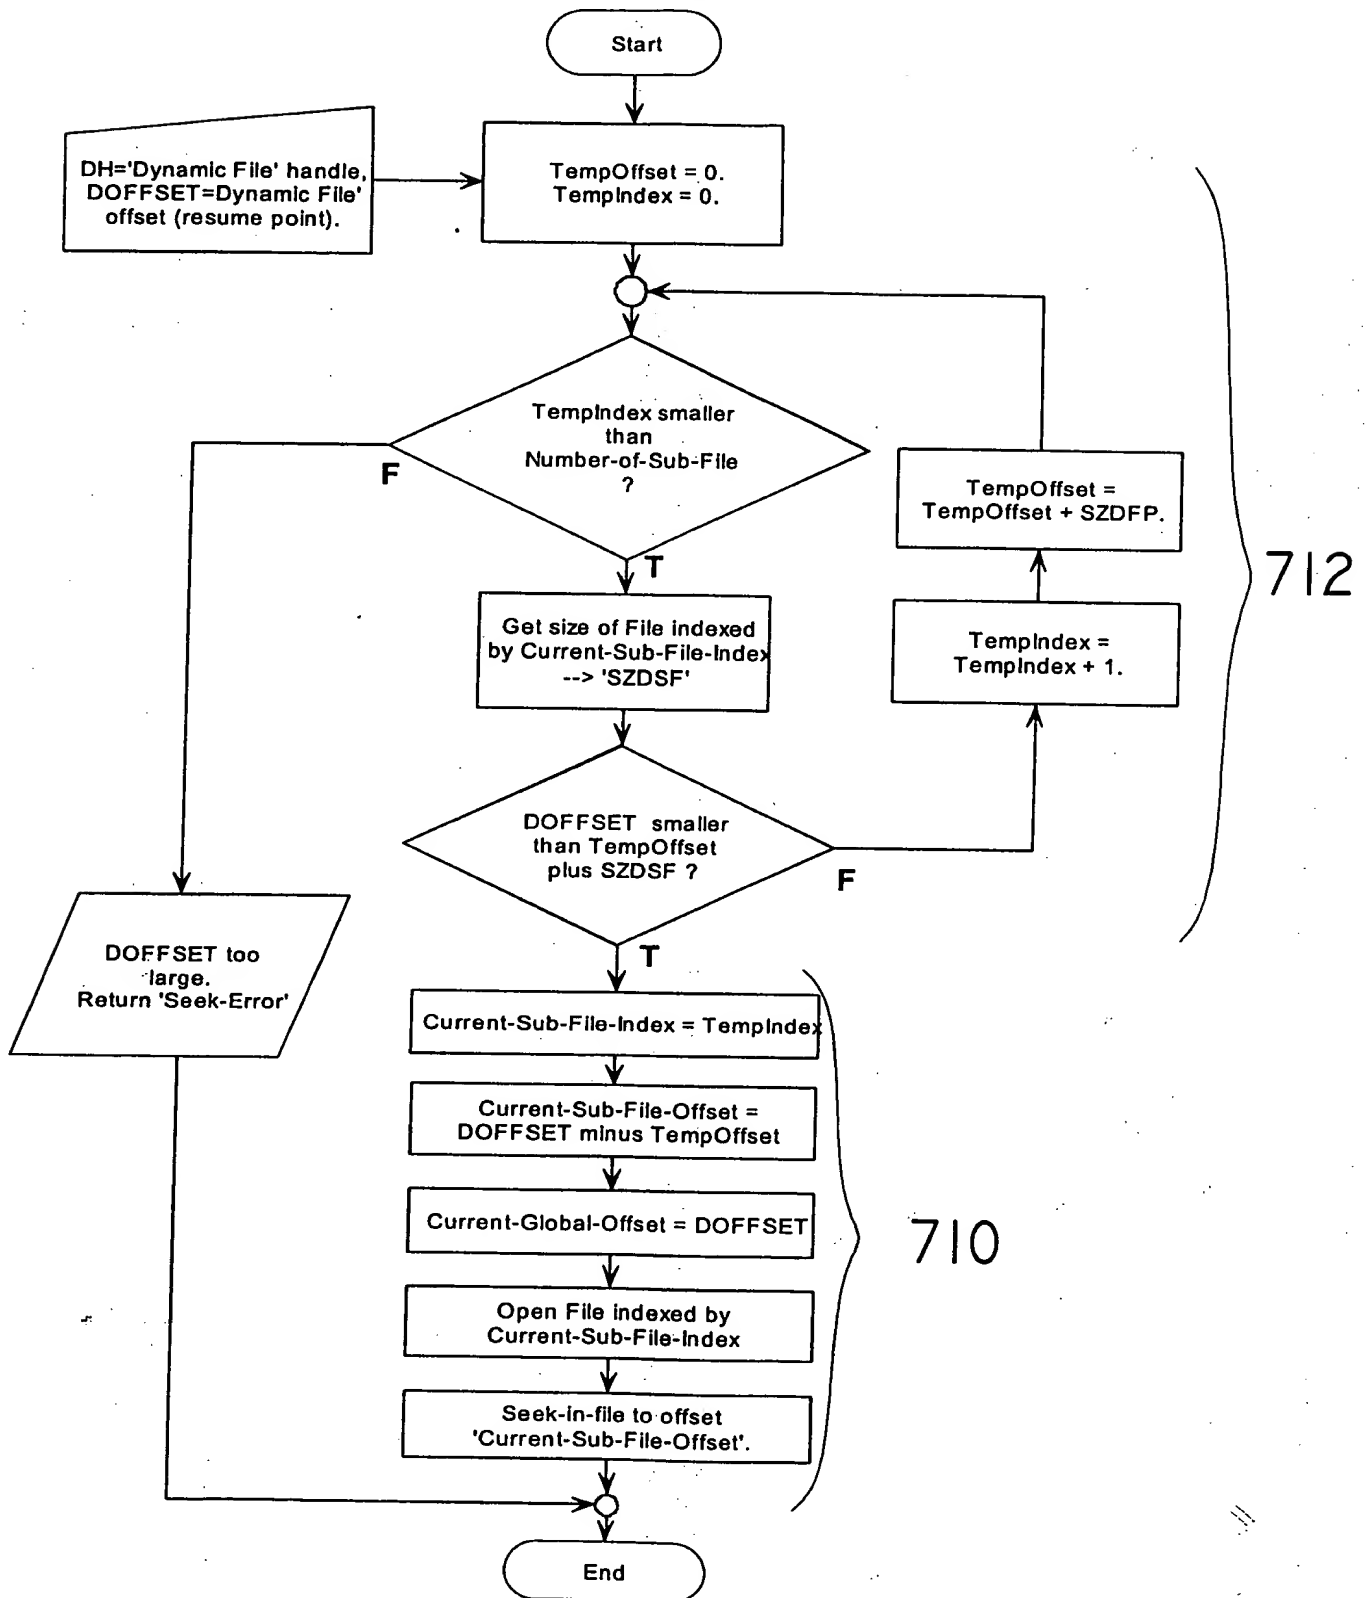 Start
DH='Dynamic File' handle,
DOFFSET=Dynamic File'
offset (resume point).
TempOffset = 0.
TempIndex = 0.
TempIndex smaller
than
Number-of-Sub-File
?
F
T
TempOffset =
TempOffset + SZDFP.
TempIndex =
TempIndex + 1.
712
Get size of File indexed
by Current-Sub-File-Index
--> 'SZDSF'
DOFFSET smaller
than TempOffset
plus SZDSF ?
F
T
DOFFSET too
large.
Return 'Seek-Error'
Current-Sub-File-Index = TempIndex
Current-Sub-File-Offset =
DOFFSET minus TempOffset
Current-Global-Offset = DOFFSET
710
Open File indexed by
Current-Sub-File-Index
Seek-in-file to offset
'Current-Sub-File-Offset'.
End